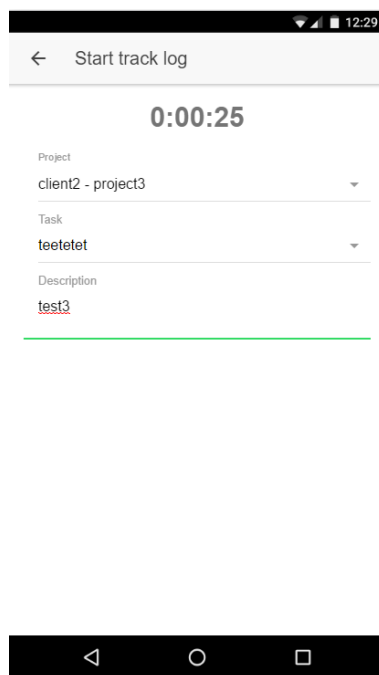 12:29
Start track log
0:00:25
Project
client2 - project3
Task
teetetet
Description
test3